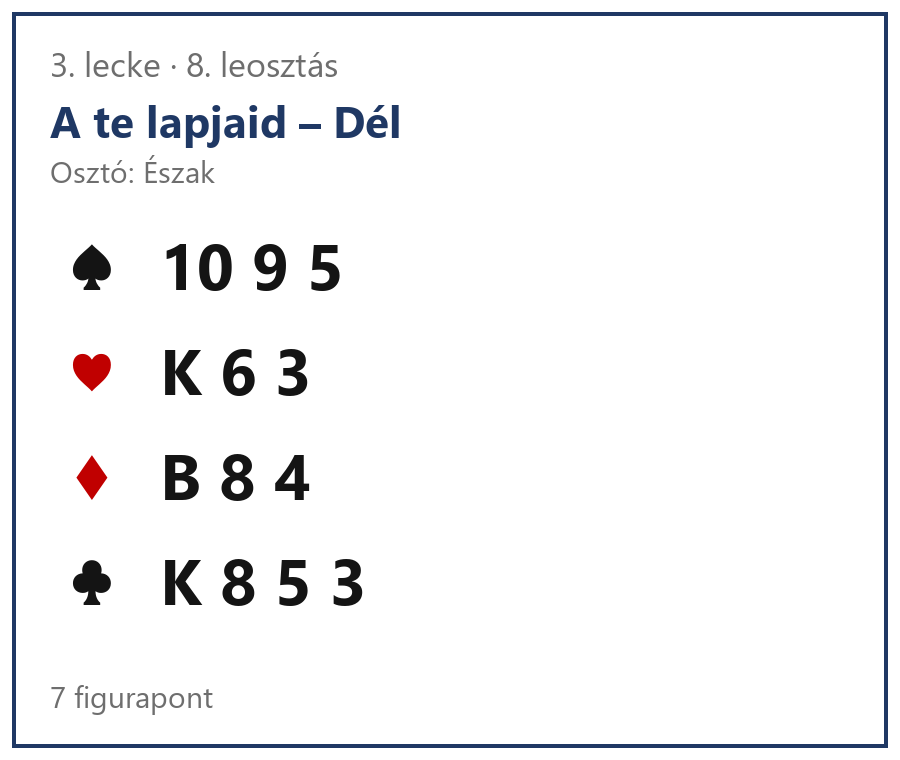 3. lecke · 8. leosztás
A te lapjaid – Dél
Osztó: Észak
♠ 10 9 5
♥ K 6 3
♦ B 8 4
♣ K 8 5 3
7 figurapont